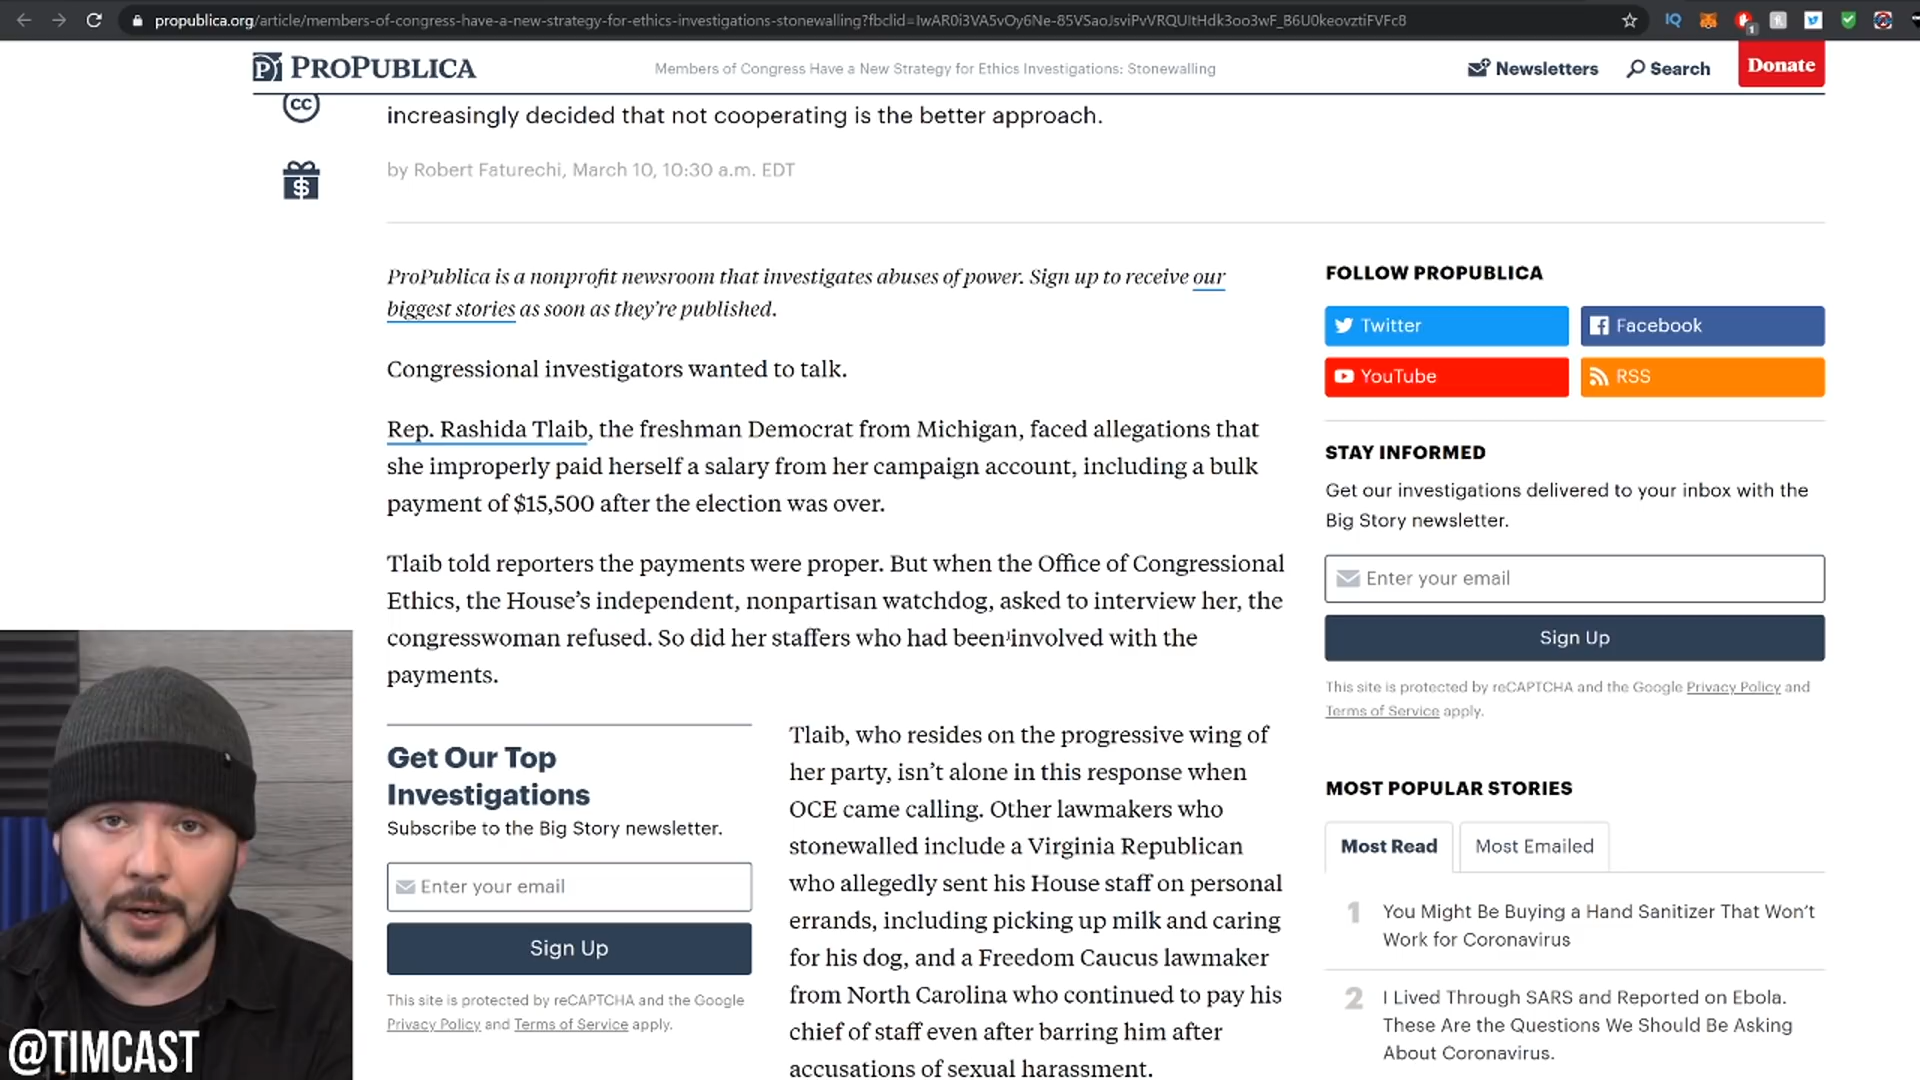 propublica.org/article/members-of-congress-have-a-new-strategy-for-ethics-investigations-stonewalling?fbclid=IwAR0i3VA5vOy6Ne-85VSaoJsviPvVRQUItHdk3oo3wF_B6U0keovztiFVFc8
PROPUBLICA
Members of Congress Have a New Strategy for Ethics Investigations: Stonewalling
Newsletters
Search
Donate
CC
increasingly decided that not cooperating is the better approach.
by Robert Faturechi, March 10, 10:30 a.m. EDT
ProPublica is a nonprofit newsroom that investigates abuses of power. Sign up to receive our
biggest stories as soon as they’re published.
Congressional investigators wanted to talk.
Rep. Rashida Tlaib, the freshman Democrat from Michigan, faced allegations that
she improperly paid herself a salary from her campaign account, including a bulk
payment of $15,500 after the election was over.
Tlaib told reporters the payments were proper. But when the Office of Congressional
Ethics, the House’s independent, nonpartisan watchdog, asked to interview her, the
congresswoman refused. So did her staffers who had been involved with the
payments.
Get Our Top
Investigations
Subscribe to the Big Story newsletter.
Enter your email
Sign Up
This site is protected by reCAPTCHA and the Google
Privacy Policy and Terms of Service apply.
Tlaib, who resides on the progressive wing of
her party, isn’t alone in this response when
OCE came calling. Other lawmakers who
stonewalled include a Virginia Republican
who allegedly sent his House staff on personal
errands, including picking up milk and caring
for his dog, and a Freedom Caucus lawmaker
from North Carolina who continued to pay his
chief of staff even after barring him after
accusations of sexual harassment.
FOLLOW PROPUBLICA
Twitter
Facebook
YouTube
RSS
STAY INFORMED
Get our investigations delivered to your inbox with the
Big Story newsletter.
Enter your email
Sign Up
This site is protected by reCAPTCHA and the Google Privacy Policy and
Terms of Service apply.
MOST POPULAR STORIES
Most Read
Most Emailed
1 You Might Be Buying a Hand Sanitizer That Won’t
Work for Coronavirus
2 I Lived Through SARS and Reported on Ebola.
These Are the Questions We Should Be Asking
About Coronavirus.
@TIMCAST